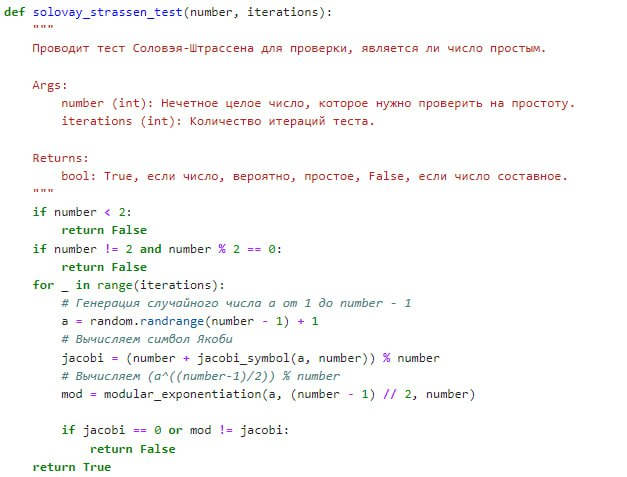 def solovay_strassen_test(number, iterations):
    """
    Проводит тест Соловэя-Штрассена для проверки, является ли число простым.

    Args:
        number (int): Нечетное целое число, которое нужно проверить на простоту.
        iterations (int): Количество итераций теста.

    Returns:
        bool: True, если число, вероятно, простое, False, если число составное.
    """
    if number < 2:
        return False
    if number != 2 and number % 2 == 0:
        return False
    for _ in range(iterations):
        # Генерация случайного числа a от 1 до number - 1
        a = random.randrange(number - 1) + 1
        # Вычисляем символ Якоби
        jacobi = (number + jacobi_symbol(a, number)) % number
        # Вычисляем (a^((number-1)/2)) % number
        mod = modular_exponentiation(a, (number - 1) // 2, number)

        if jacobi == 0 or mod != jacobi:
            return False
    return True